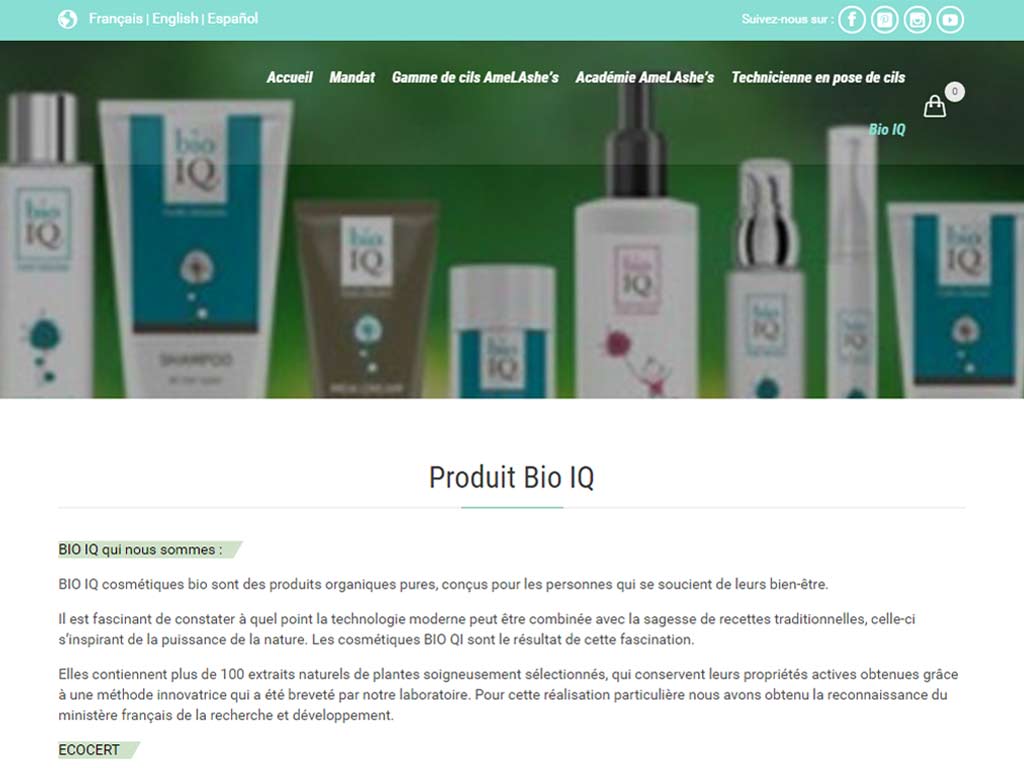 Français | English | Español
Suivez-nous sur :
Accueil Mandat Gamme de cils AmeLAshe's Académie AmeLAshe's Technicienne en pose de cils
0
Bio IQ
bio
IQ
bio
IQ
SHAMPOO
bio
IQ
bio
IQ
bio
IQ
bio
IQ
bio
IQ
bio
IQ
Produit Bio IQ
BIO IQ qui nous sommes :
BIO IQ cosmétiques bio sont des produits organiques pures, conçus pour les personnes qui se soucient de leurs bien-être.
Il est fascinant de constater à quel point la technologie moderne peut être combinée avec la sagesse de recettes traditionnelles, celle-ci
s'inspirant de la puissance de la nature. Les cosmétiques BIO QI sont le résultat de cette fascination.
Elles contiennent plus de 100 extraits naturels de plantes soigneusement sélectionnés, qui conservent leurs propriétés actives obtenues grâce
à une méthode innovatrice qui a été breveté par notre laboratoire. Pour cette réalisation particulière nous avons obtenu la reconnaissance du
ministère français de la recherche et développement.
ECOCERT